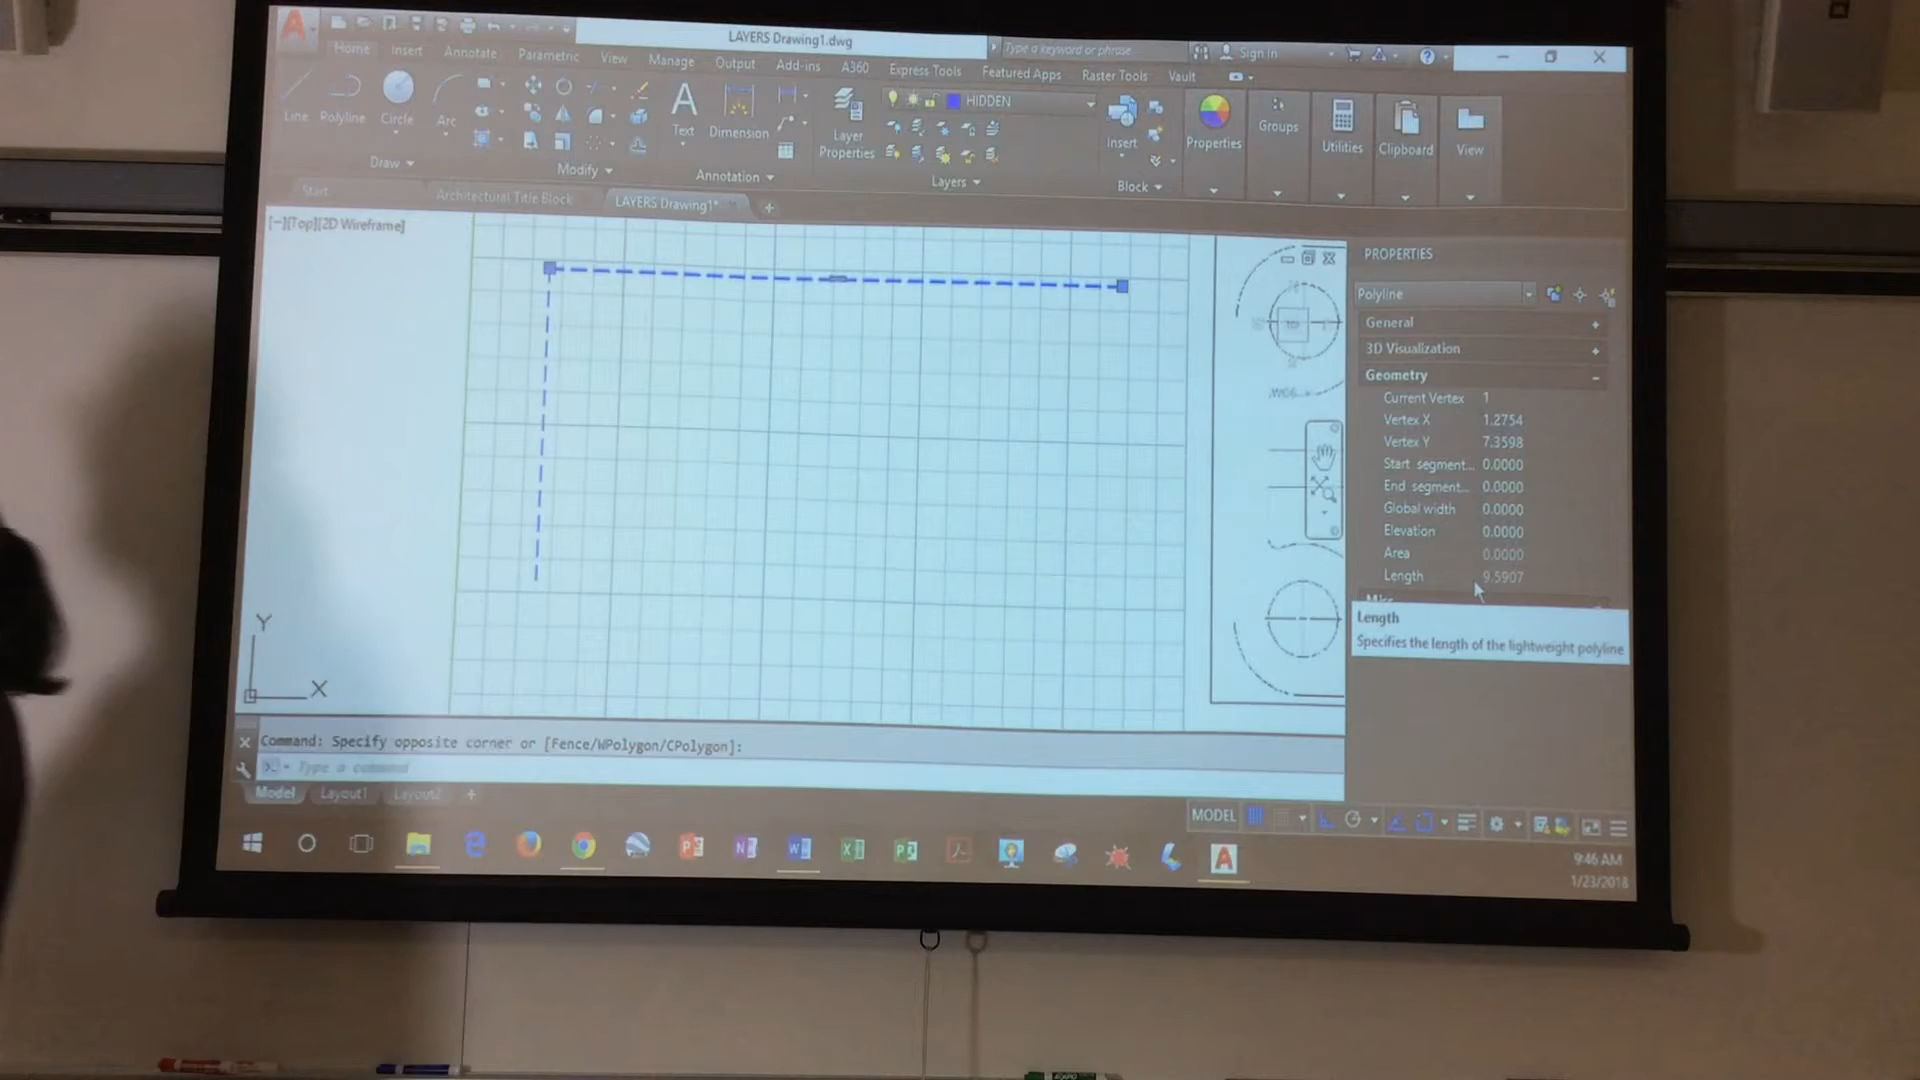 LAYERS Drawing1.dwg
Type a keyword or phrase
Sign In
Home Insert Annotate Parametric View Manage Output Add-ins A360 Express Tools Featured Apps Raster Tools Vault
HIDDEN
Line Polyline Circle Arc
Text Dimension
Layer
Properties
Insert
Properties Groups Utilities Clipboard View
Draw Modify Annotation Layers Block
Start Architectural Title Block LAYERS Drawing1*
[−][Top][2D Wireframe]
PROPERTIES
Polyline
General
3D Visualization
Geometry
Current Vertex 1
Vertex X 1.2754
Vertex Y 7.3598
Start segment... 0.0000
End segment... 0.0000
Global width 0.0000
Elevation 0.0000
Area 0.0000
Length 9.5907
Misc
Length
Specifies the length of the lightweight polyline
TOP
Y
X
Command: Specify opposite corner or [Fence/WPolygon/CPolygon]:
Type a command
Model Layout1 Layout2
MODEL
9:46 AM
1/23/2018
EXPO